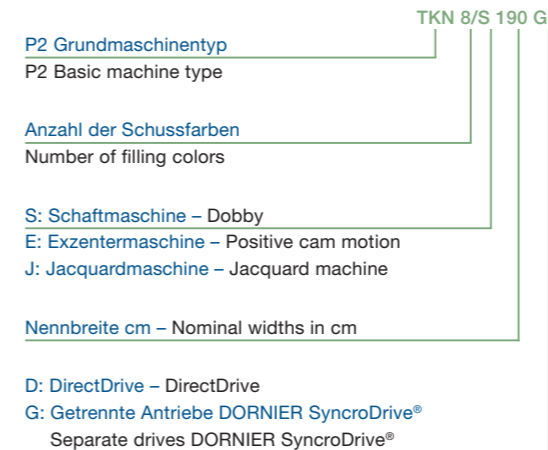 TKN 8/S 190 G
P2 Grundmaschinentyp
P2 Basic machine type
Anzahl der Schussfarben
Number of filling colors
S: Schaftmaschine – Dobby
E: Exzentermaschine – Positive cam motion
J: Jacquardmaschine – Jacquard machine
Nennbreite cm – Nominal widths in cm
D: DirectDrive – DirectDrive
G: Getrennte Antriebe DORNIER SyncroDrive®
Separate drives DORNIER SyncroDrive®